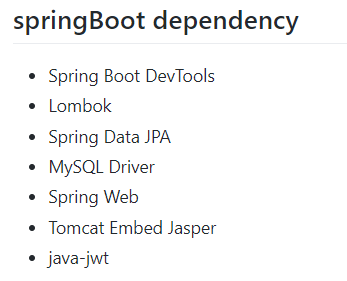 springBoot dependency
Spring Boot DevTools
Lombok
Spring Data JPA
MySQL Driver
Spring Web
Tomcat Embed Jasper
java-jwt